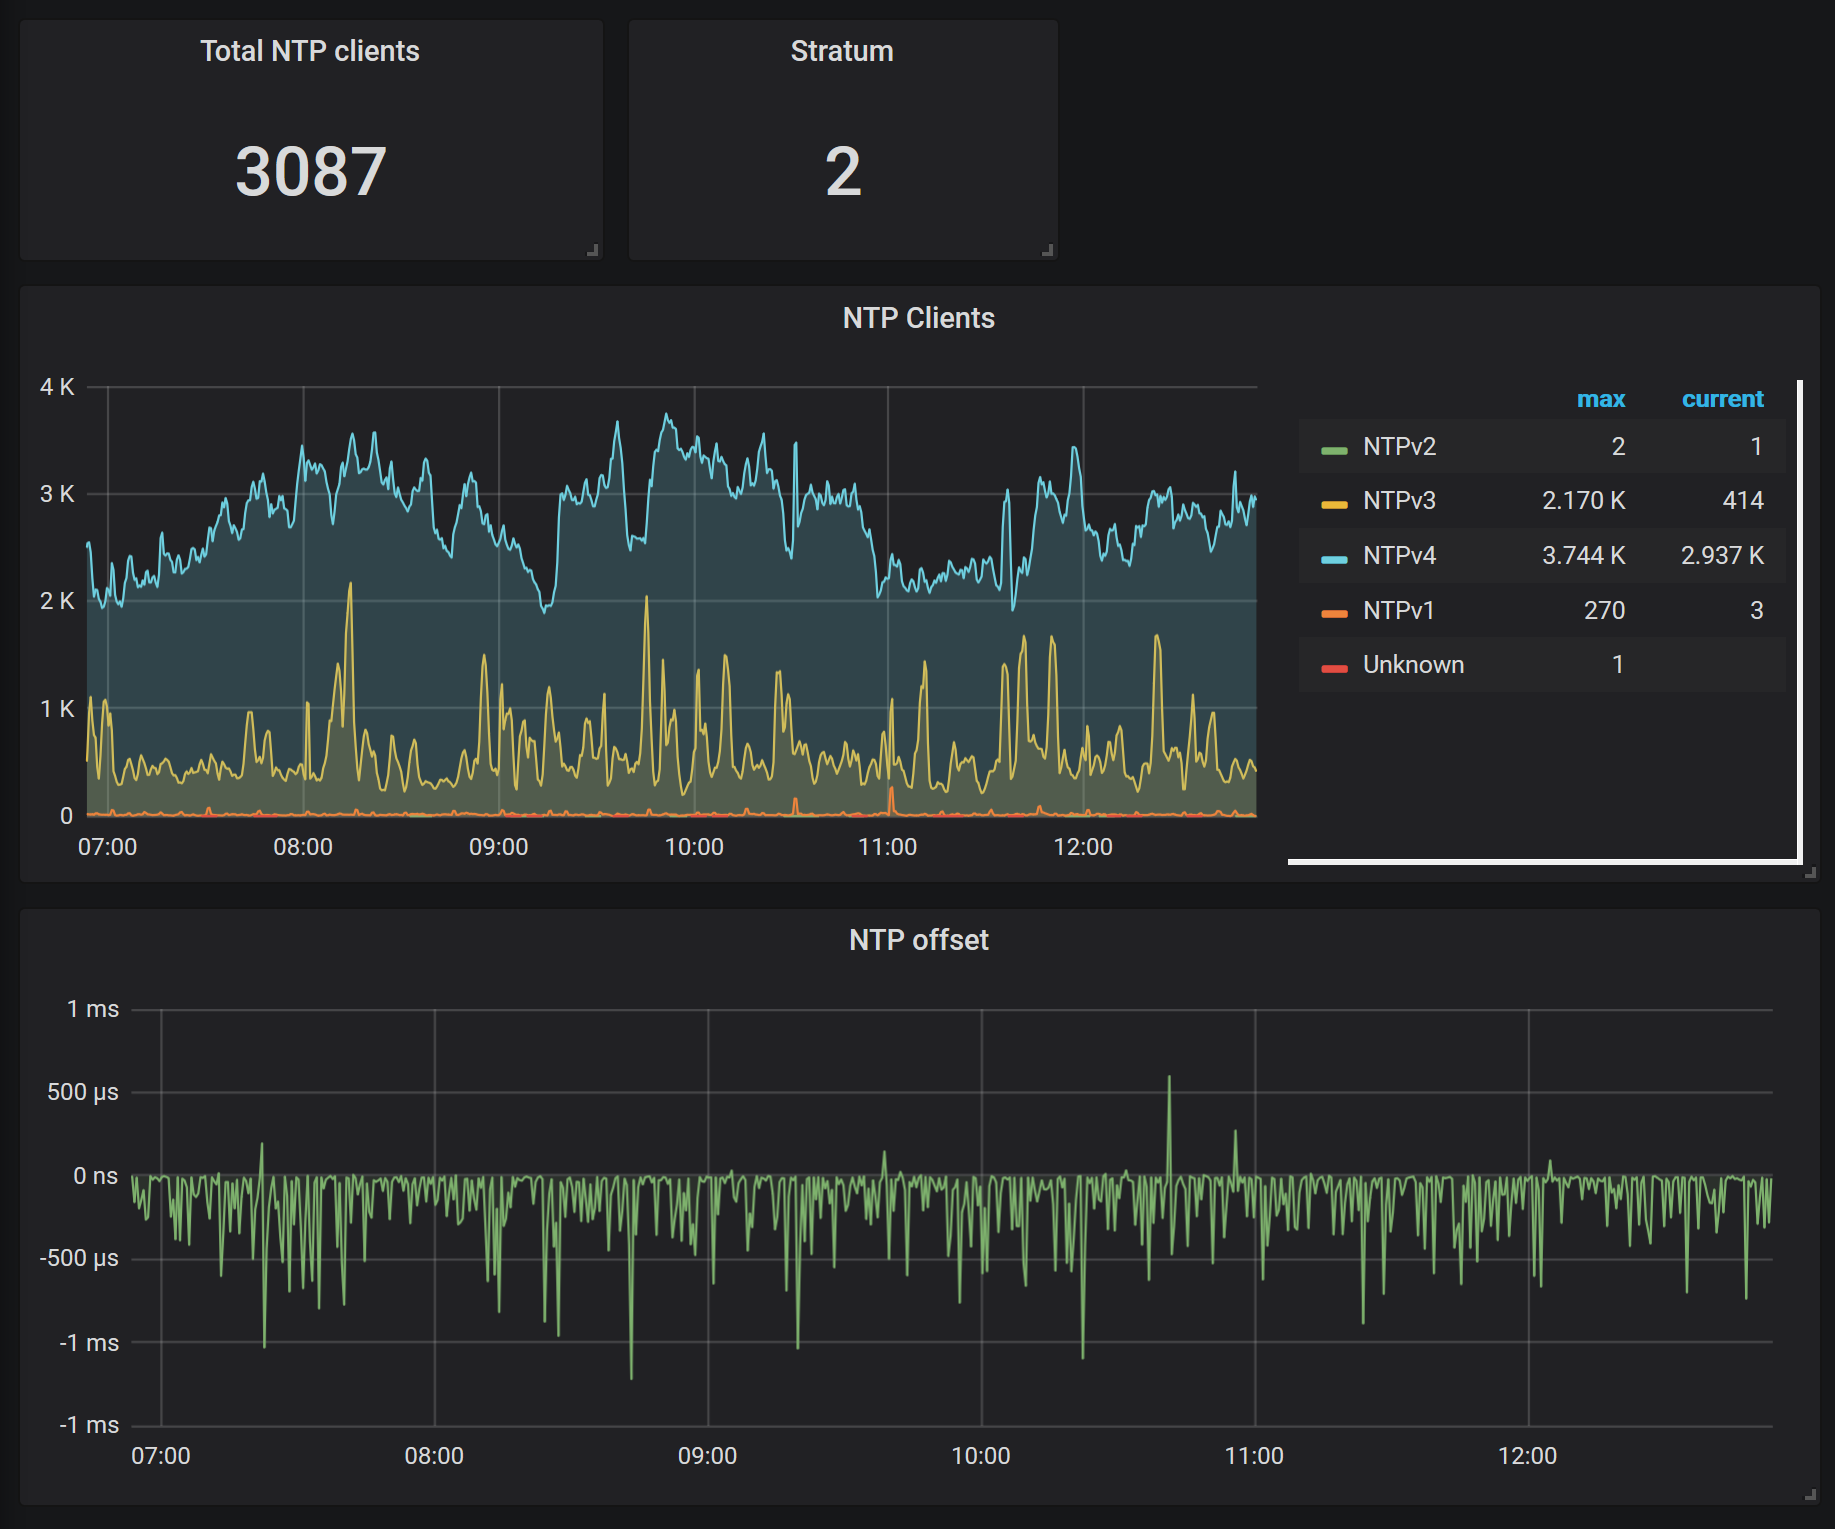 Total NTP clients
3087
Stratum
2
NTP Clients
4 K
3 K
2 K
1 K
0
07:00 08:00 09:00 10:00 11:00 12:00
max current
NTPv2 2 1
NTPv3 2.170 K 414
NTPv4 3.744 K 2.937 K
NTPv1 270 3
Unknown 1
NTP offset
1 ms
500 µs
0 ns
-500 µs
-1 ms
-1 ms
07:00 08:00 09:00 10:00 11:00 12:00